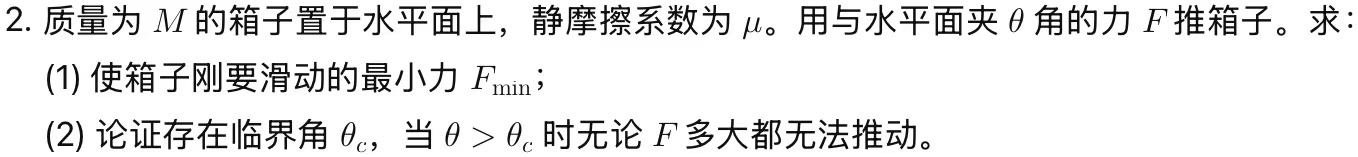 2. 质量为 M 的箱子置于水平面上，静摩擦系数为 μ。用与水平面夹 θ 角的力 F 推箱子。求：
(1) 使箱子刚要滑动的最小力 F_min；
(2) 论证存在临界角 θ_c，当 θ > θ_c 时无论 F 多大都无法推动。